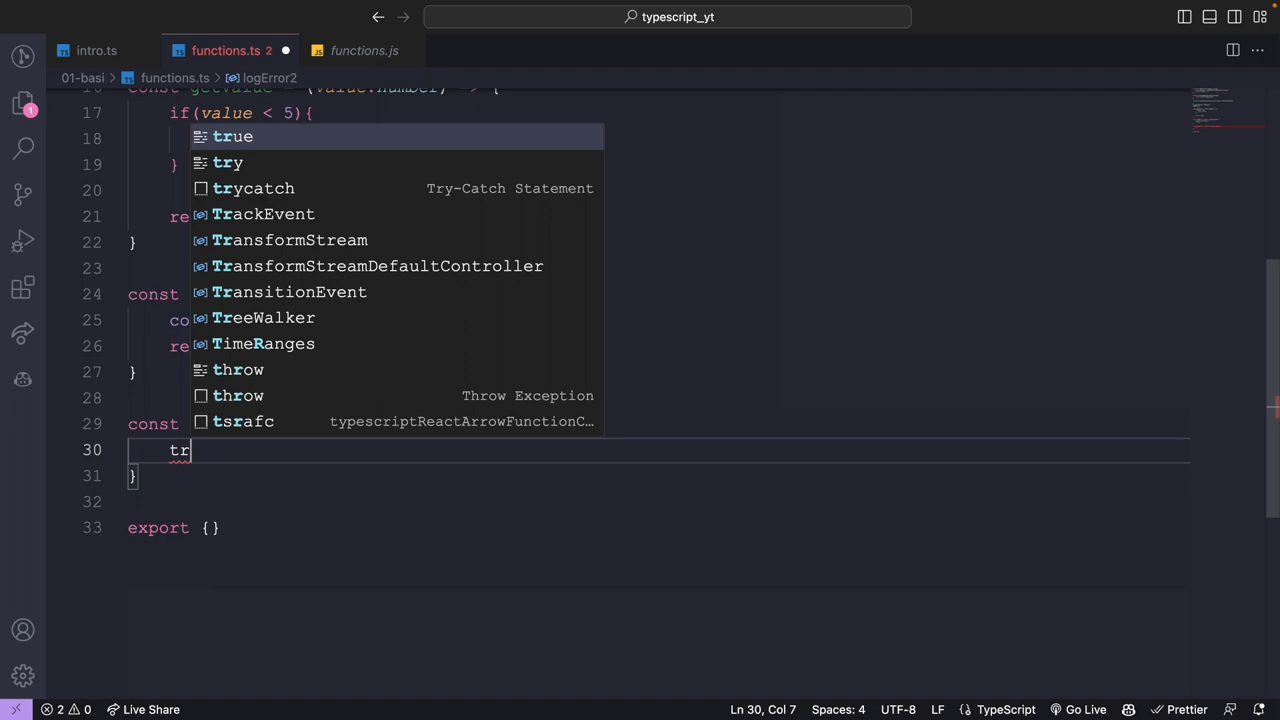 typescript_yt
intro.ts
functions.ts 2
functions.js
01-basi
functions.ts
logError2
16 const getValue = (value:number) => {
17 if(value < 5){
18
19 }
20
21 re
22 }
23
24 const
25 co
26 re
27 }
28
29 const
30 tr
31 }
32
33 export {}
true
try
trycatch Try-Catch Statement
TrackEvent
TransformStream
TransformStreamDefaultController
TransitionEvent
TreeWalker
TimeRanges
throw
throw Throw Exception
tsrafc typescriptReactArrowFunctionC…
1
2 0 Live Share Ln 30, Col 7 Spaces: 4 UTF-8 LF {} TypeScript Go Live Prettier